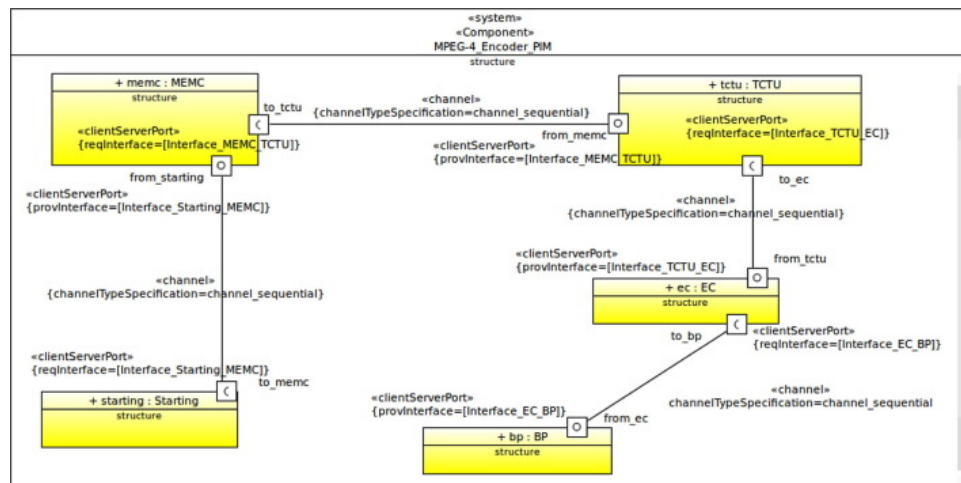 «system»
«Component»
MPEG-4_Encoder_PIM
structure
+ memc : MEMC
structure
to_tctu
«clientServerPort»
{reqInterface=[Interface_MEMC_TCTU]}
from_starting
«clientServerPort»
{provInterface=[Interface_Starting_MEMC]}
«channel»
{channelTypeSpecification=channel_sequential}
+ tctu : TCTU
structure
«clientServerPort»
{reqInterface=[Interface_TCTU_EC]}
from_memc
«clientServerPort»
{provInterface=[Interface_MEMC_TCTU]}
to_ec
«channel»
{channelTypeSpecification=channel_sequential}
«channel»
{channelTypeSpecification=channel_sequential}
from_tctu
«clientServerPort»
{provInterface=[Interface_TCTU_EC]}
+ ec : EC
structure
to_bp
«clientServerPort»
{reqInterface=[Interface_EC_BP]}
«clientServerPort»
{reqInterface=[Interface_Starting_MEMC]}
to_memc
+ starting : Starting
structure
«channel»
channelTypeSpecification=channel_sequential
«clientServerPort»
{provInterface=[Interface_EC_BP]}
from_ec
+ bp : BP
structure